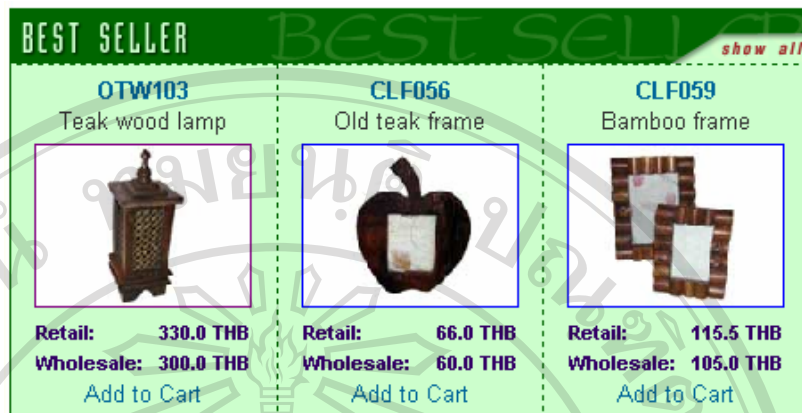 BEST SELLER
BEST SELLER
show all
OTW103
Teak wood lamp
Retail: 330.0 THB
Wholesale: 300.0 THB
Add to Cart
CLF056
Old teak frame
Retail: 66.0 THB
Wholesale: 60.0 THB
Add to Cart
CLF059
Bamboo frame
Retail: 115.5 THB
Wholesale: 105.0 THB
Add to Cart